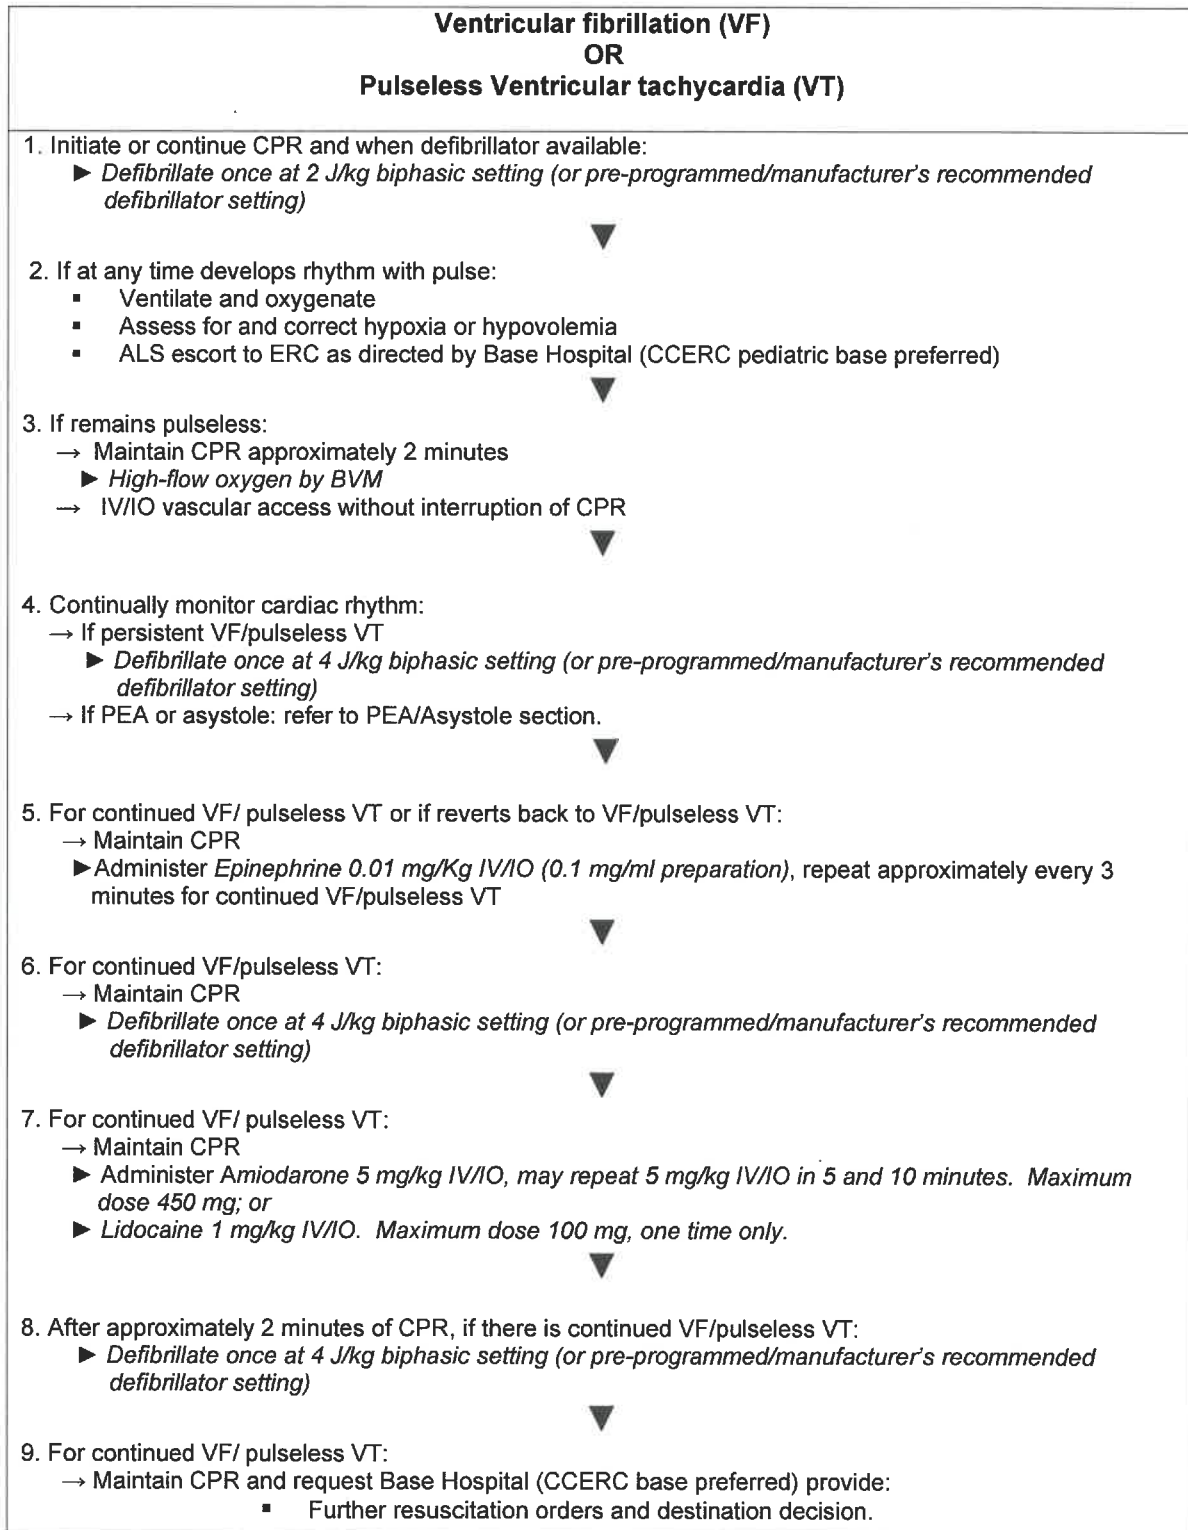 Ventricular fibrillation (VF)
OR
Pulseless Ventricular tachycardia (VT)
1. Initiate or continue CPR and when defibrillator available:
► Defibrillate once at 2 J/kg biphasic setting (or pre-programmed/manufacturer's recommended
defibrillator setting)
▼
2. If at any time develops rhythm with pulse:
▪ Ventilate and oxygenate
▪ Assess for and correct hypoxia or hypovolemia
▪ ALS escort to ERC as directed by Base Hospital (CCERC pediatric base preferred)
▼
3. If remains pulseless:
→ Maintain CPR approximately 2 minutes
► High-flow oxygen by BVM
→ IV/IO vascular access without interruption of CPR
▼
4. Continually monitor cardiac rhythm:
→ If persistent VF/pulseless VT
► Defibrillate once at 4 J/kg biphasic setting (or pre-programmed/manufacturer's recommended
defibrillator setting)
→ If PEA or asystole: refer to PEA/Asystole section.
▼
5. For continued VF/ pulseless VT or if reverts back to VF/pulseless VT:
→ Maintain CPR
►Administer Epinephrine 0.01 mg/Kg IV/IO (0.1 mg/ml preparation), repeat approximately every 3
minutes for continued VF/pulseless VT
▼
6. For continued VF/pulseless VT:
→ Maintain CPR
► Defibrillate once at 4 J/kg biphasic setting (or pre-programmed/manufacturer's recommended
defibrillator setting)
▼
7. For continued VF/ pulseless VT:
→ Maintain CPR
► Administer Amiodarone 5 mg/kg IV/IO, may repeat 5 mg/kg IV/IO in 5 and 10 minutes. Maximum
dose 450 mg; or
► Lidocaine 1 mg/kg IV/IO. Maximum dose 100 mg, one time only.
▼
8. After approximately 2 minutes of CPR, if there is continued VF/pulseless VT:
► Defibrillate once at 4 J/kg biphasic setting (or pre-programmed/manufacturer's recommended
defibrillator setting)
▼
9. For continued VF/ pulseless VT:
→ Maintain CPR and request Base Hospital (CCERC base preferred) provide:
▪ Further resuscitation orders and destination decision.